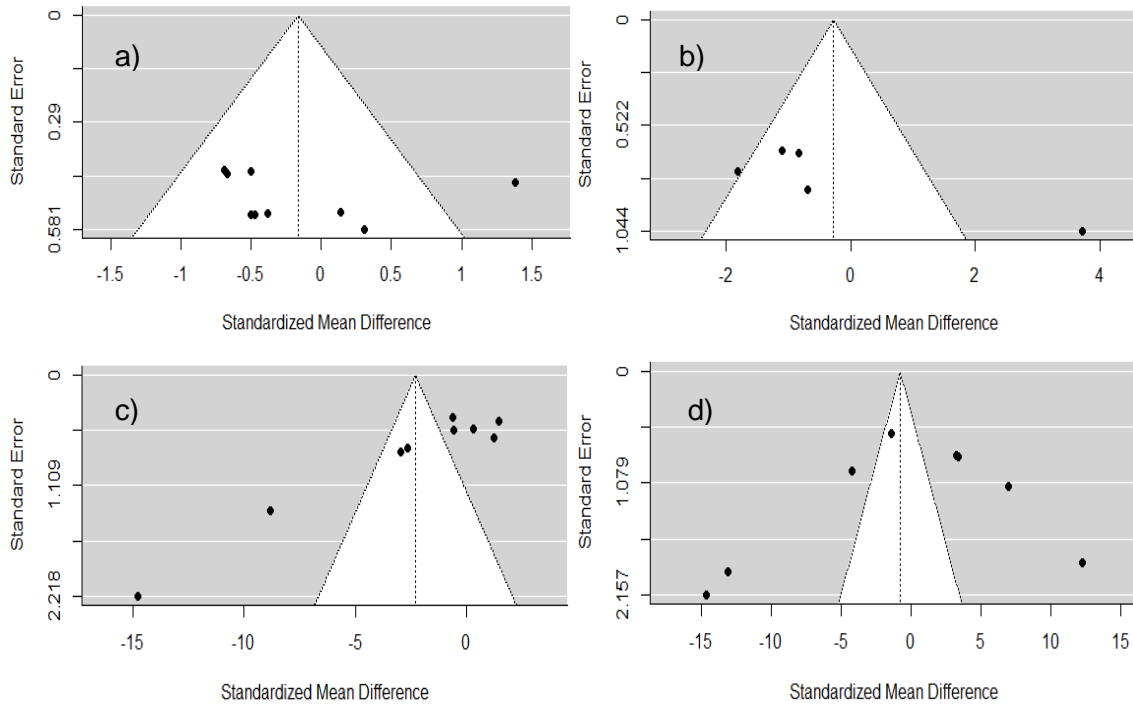 a)
Standard Error
0
0.29
0.581
-1.5 -1 -0.5 0 0.5 1 1.5
Standardized Mean Difference
b)
Standard Error
0
0.522
1.044
-2 0 2 4
Standardized Mean Difference
c)
Standard Error
0
1.109
2.218
-15 -10 -5 0
Standardized Mean Difference
d)
Standard Error
0
1.079
2.157
-15 -10 -5 0 5 10 15
Standardized Mean Difference